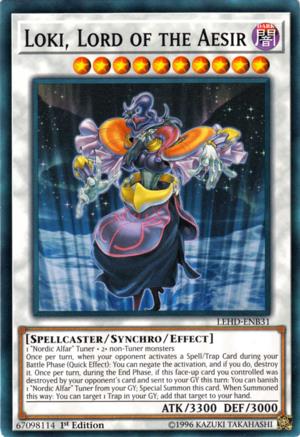 LOKI, LORD OF THE AESIR
DARK
闇
LEHD-ENB31
[SPELLCASTER/SYNCHRO/EFFECT]
1 "Nordic Alfar" Tuner + 2+ non-Tuner monsters
Once per turn, when your opponent activates a Spell/Trap Card during your
Battle Phase (Quick Effect): You can negate the activation, and if you do, destroy
it. Once per turn, during the End Phase, if this face-up card you controlled was
destroyed by your opponent's card and sent to your GY this turn: You can banish
1 "Nordic Alfar" Tuner from your GY; Special Summon this card. When Summoned
this way: You can target 1 Trap in your GY; add that target to your hand.
ATK/3300 DEF/3000
67098114 1st Edition ©1996 KAZUKI TAKAHASHI